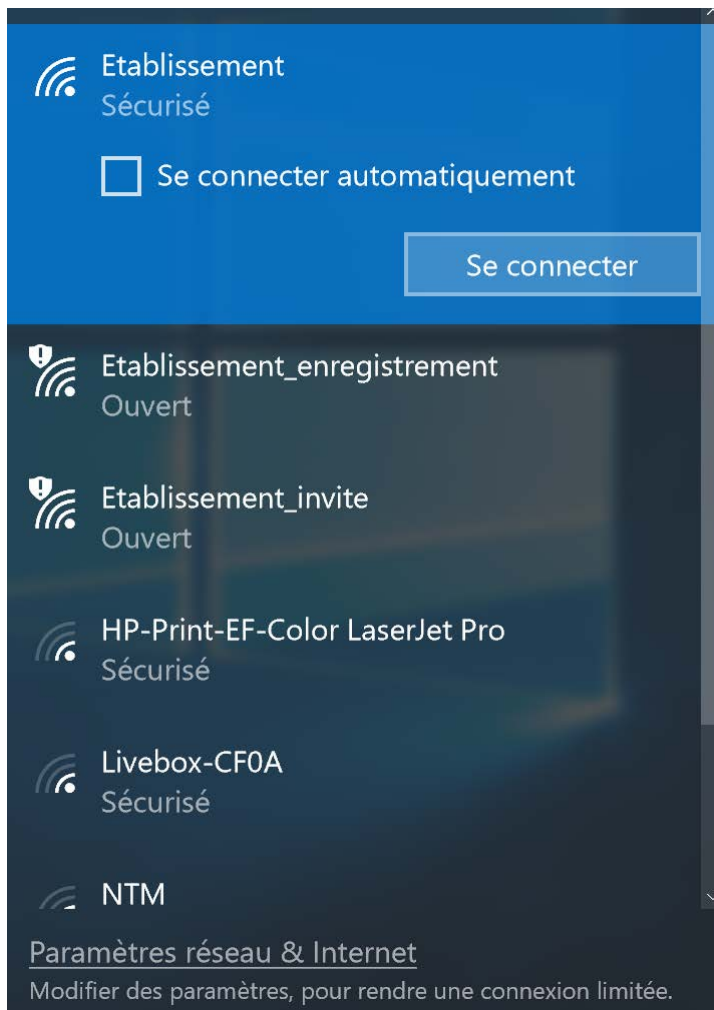 Etablissement
Sécurisé
Se connecter automatiquement
Se connecter
Etablissement_enregistrement
Ouvert
Etablissement_invite
Ouvert
HP-Print-EF-Color LaserJet Pro
Sécurisé
Livebox-CF0A
Sécurisé
NTM
Paramètres réseau & Internet
Modifier des paramètres, pour rendre une connexion limitée.